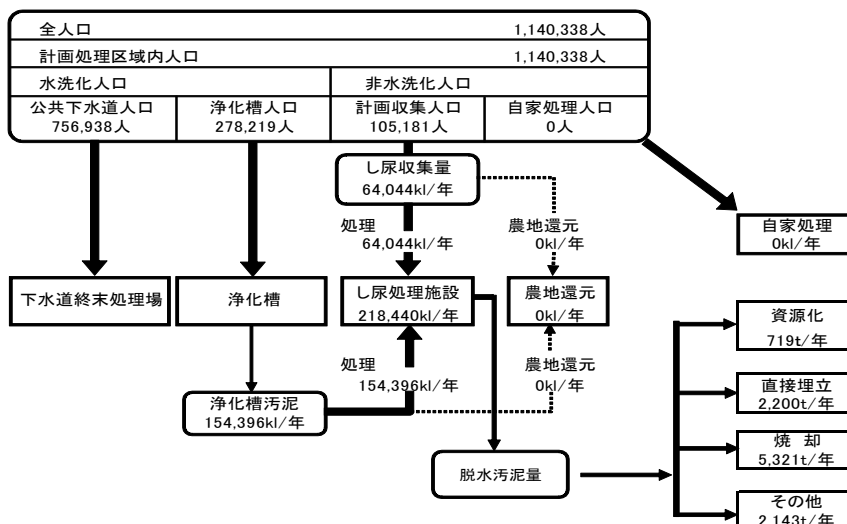 全人口 1,140,338人
計画処理区域内人口 1,140,338人
水洗化人口 非水洗化人口
公共下水道人口 浄化槽人口 計画収集人口 自家処理人口
756,938人 278,219人 105,181人 0人
し尿収集量
64,044kl/年
処理 農地還元
64,044kl/年 0kl/年
自家処理
0kl/年
下水道終末処理場 浄化槽 し尿処理施設 農地還元
218,440kl/年 0kl/年
資源化
719t/年
処理 農地還元
154,396kl/年 0kl/年
浄化槽汚泥
154,396kl/年
直接埋立
2,200t/年
焼 却
5,321t/年
脱水汚泥量
その他
2,143t/年